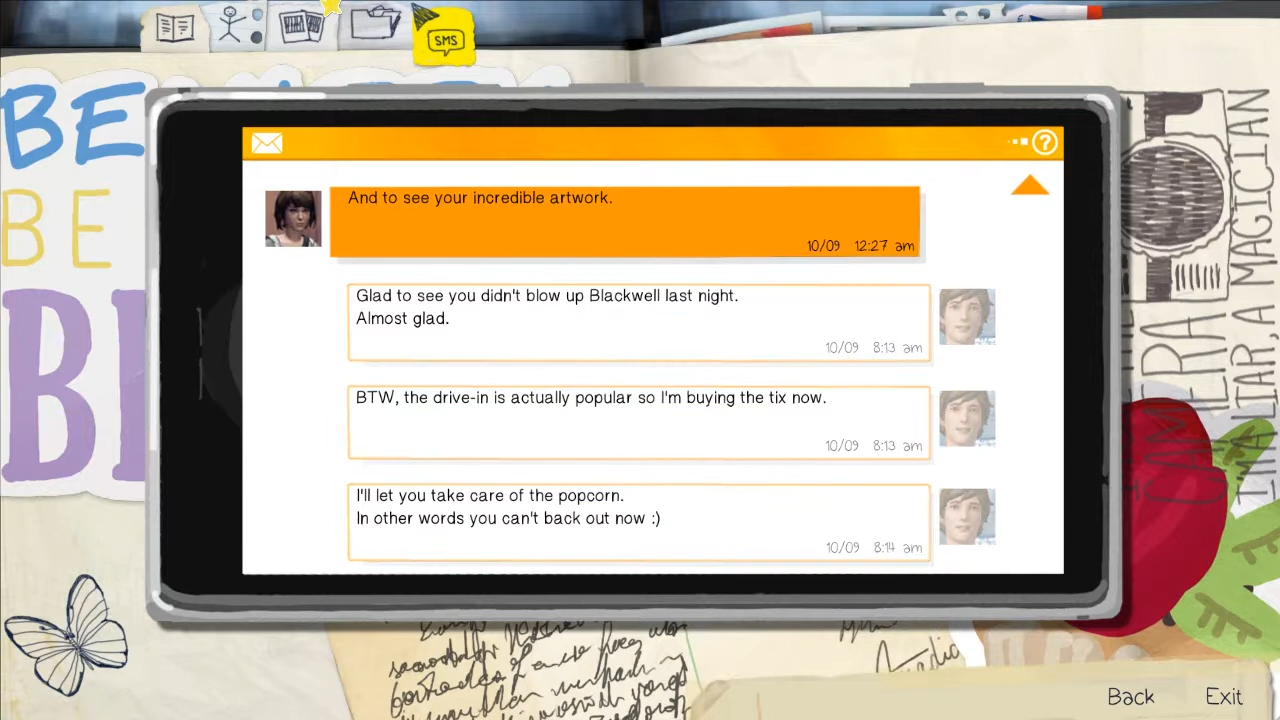 SMS
BE
BE
And to see your incredible artwork.
10/09 12:27 am
Glad to see you didn't blow up Blackwell last night.
Almost glad.
10/09 8:13 am
BTW, the drive-in is actually popular so I'm buying the tix now.
10/09 8:13 am
I'll let you take care of the popcorn.
In other words you can't back out now :)
10/09 8:14 am
?
CAMERA
LIAR, A MAGICIAN
Back Exit